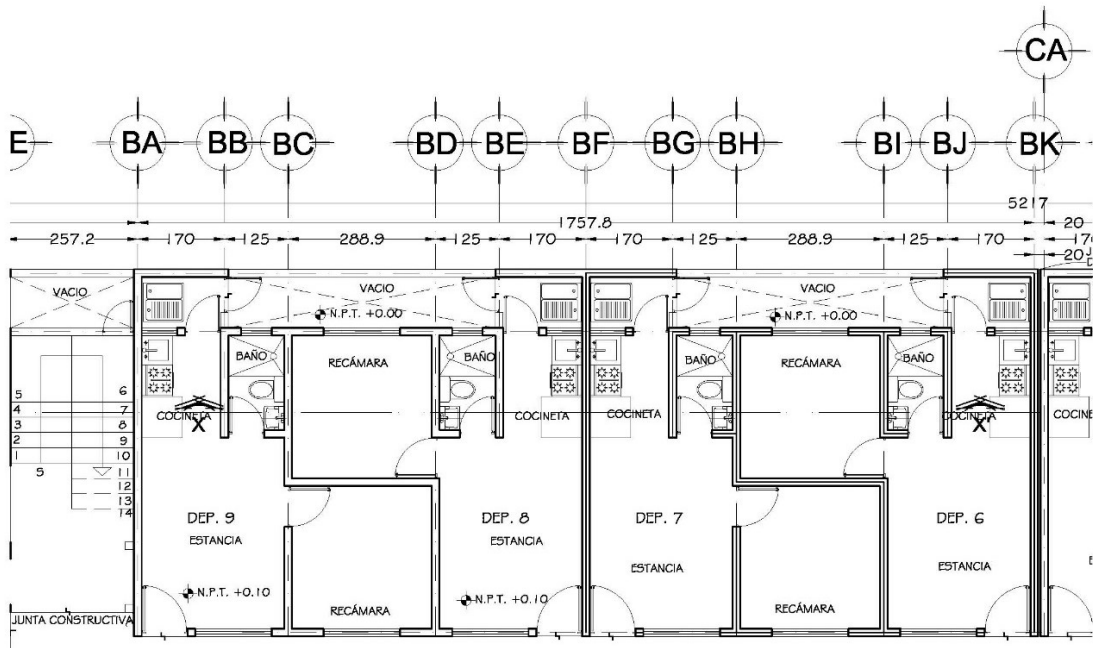 CA
E BA BB BC BD BE BF BG BH BI BJ BK
5217
1757.8 20
257.2 170 125 288.9 125 170 170 125 288.9 125 170 170
20 J
D
VACIO VACIO VACIO
N.P.T. +0.00 N.P.T. +0.00
BAÑO RECÁMARA BAÑO BAÑO RECÁMARA BAÑO
5 6
4 7
3 8
2 9
1 10
5 11
12
13
14
COCINETA COCINETA COCINETA COCINETA COCINE
X X'
DEP. 9 DEP. 8 DEP. 7 DEP. 6
ESTANCIA ESTANCIA ESTANCIA ESTANCIA E
N.P.T. +0.10 N.P.T. +0.10
RECÁMARA RECÁMARA
JUNTA CONSTRUCTIVA